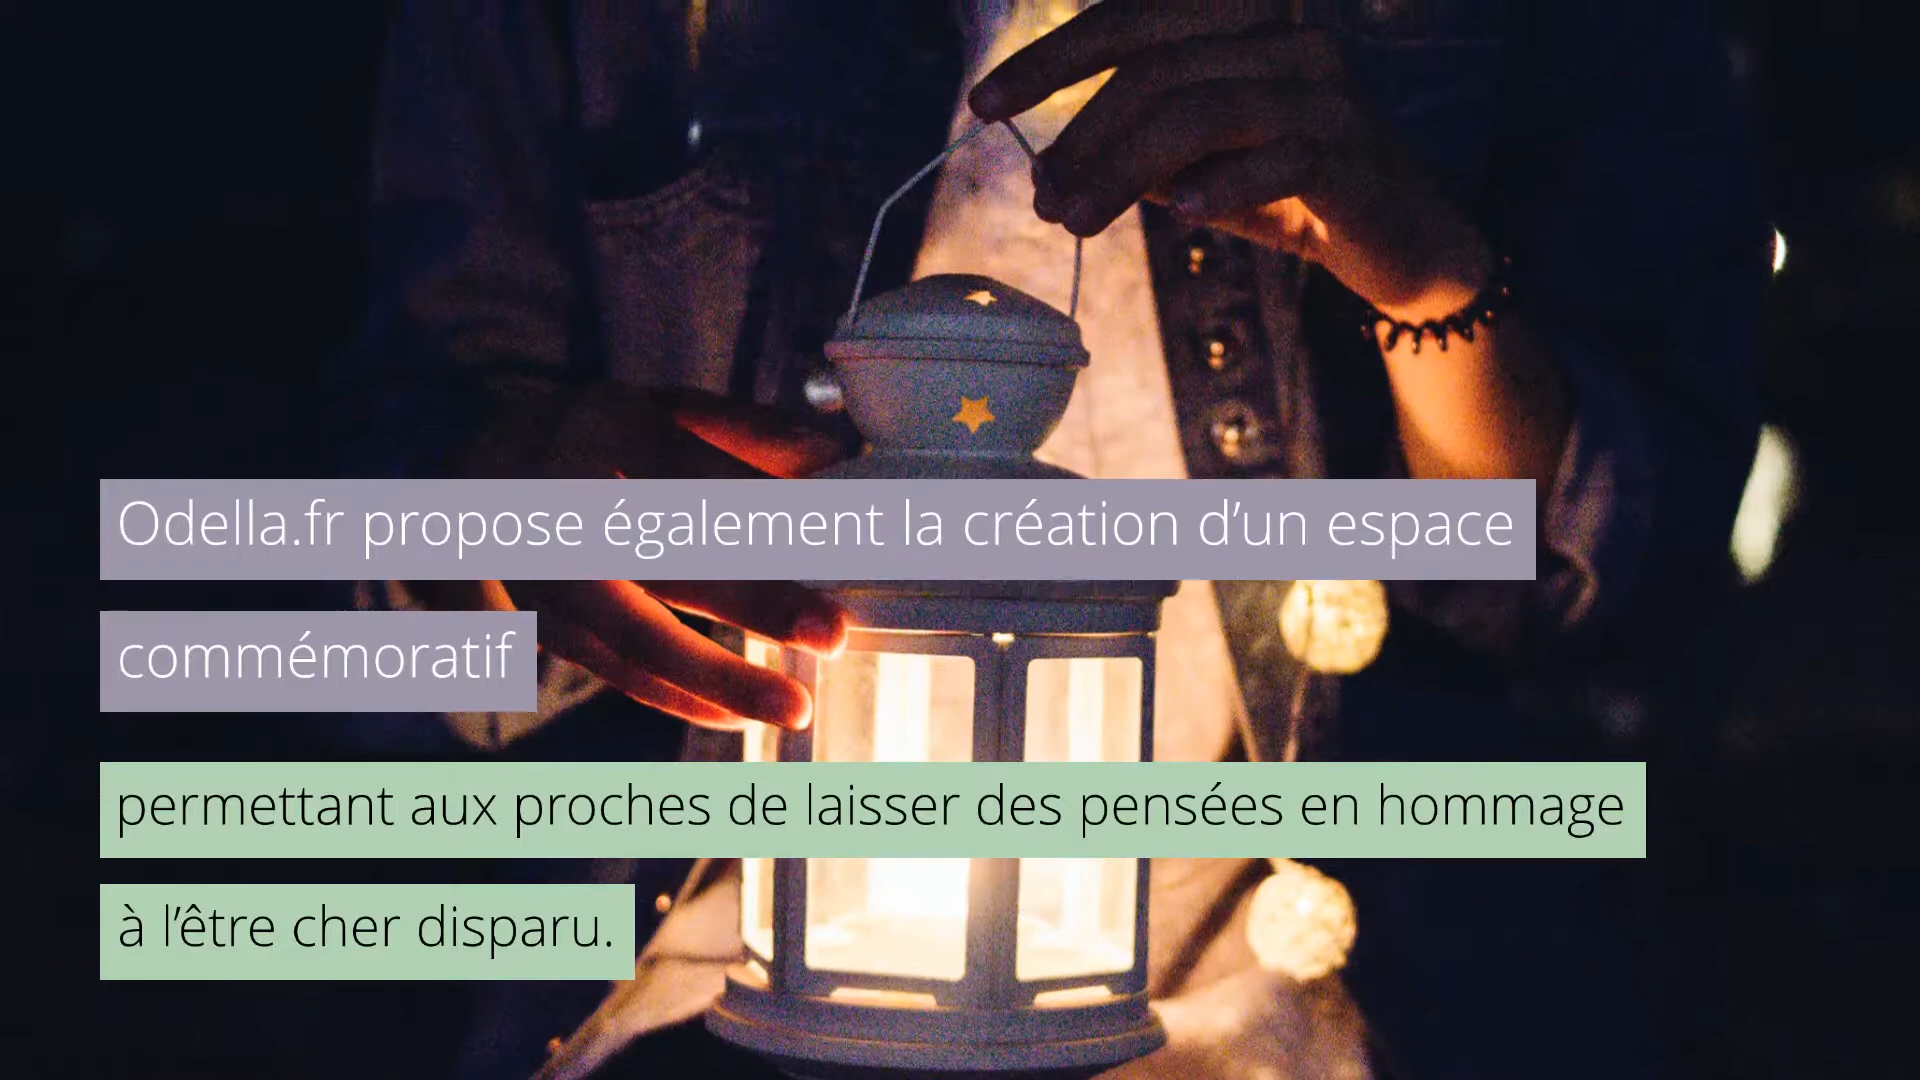 Odella.fr propose également la création d’un espace
commémoratif
permettant aux proches de laisser des pensées en hommage
à l’être cher disparu.